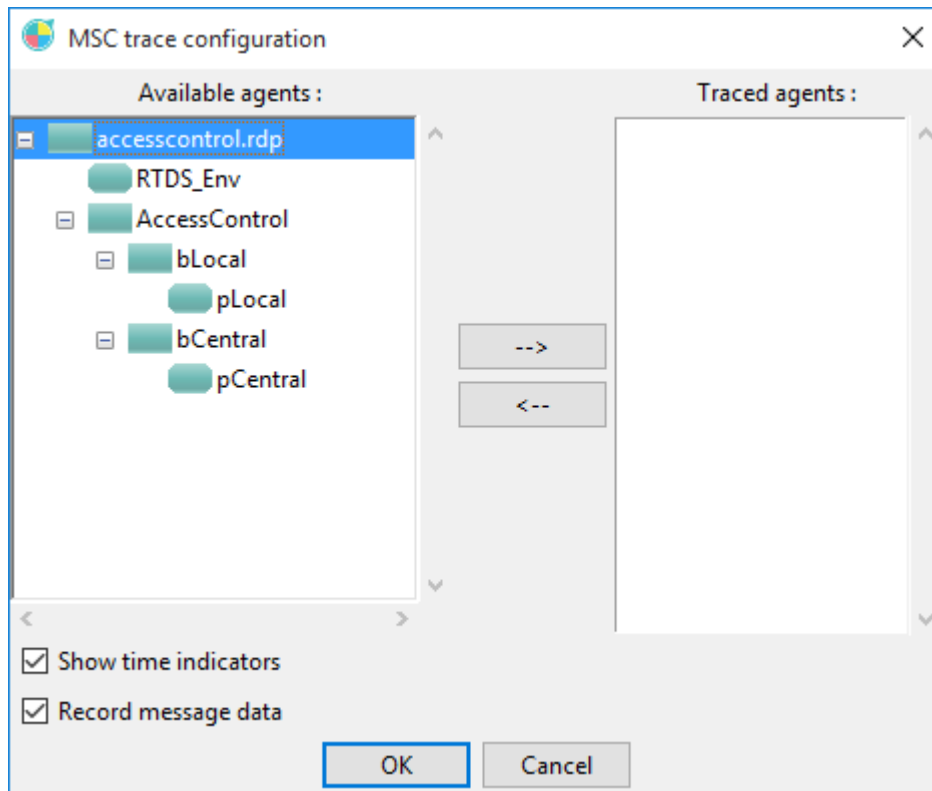 MSC trace configuration
Available agents :
Traced agents :
accesscontrol.rdp
RTDS_Env
AccessControl
bLocal
pLocal
bCentral
pCentral
-->
<--
Show time indicators
Record message data
OK
Cancel